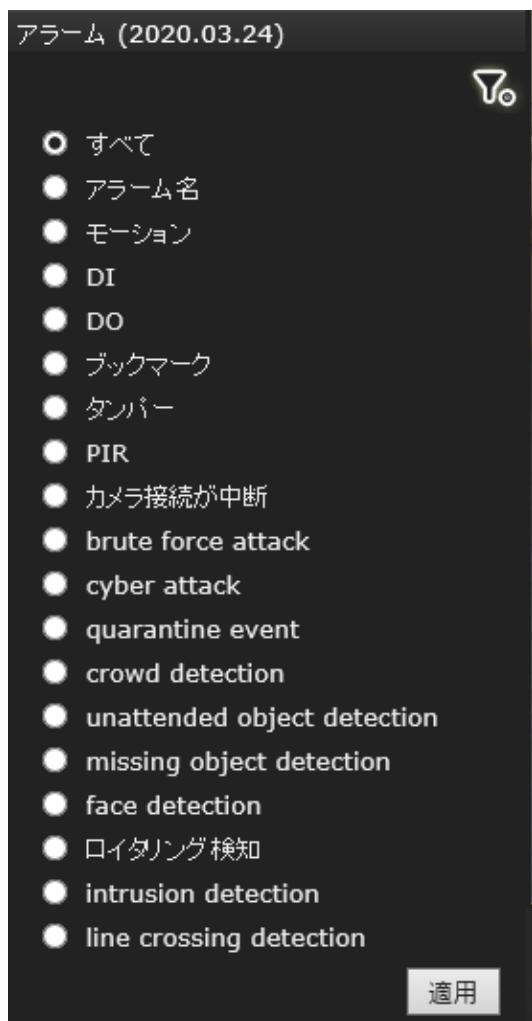 アラーム (2020.03.24)
すべて
アラーム名
モーション
DI
DO
ブックマーク
タンパー
PIR
カメラ接続が中断
brute force attack
cyber attack
quarantine event
crowd detection
unattended object detection
missing object detection
face detection
ロイタリング検知
intrusion detection
line crossing detection
適用